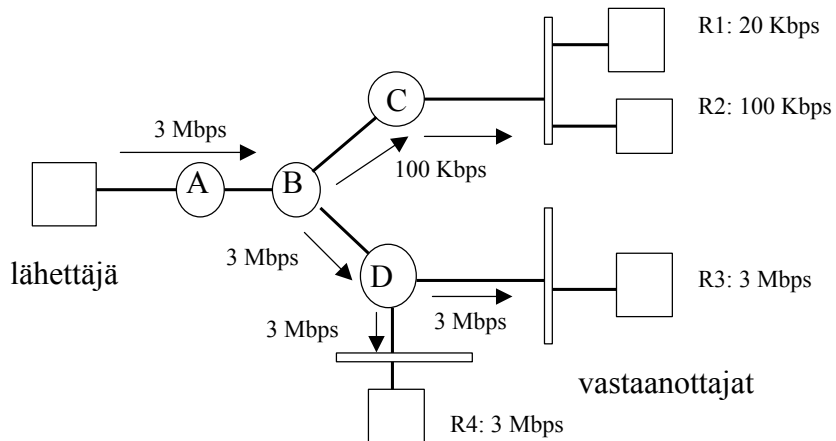 R1: 20 Kbps
C
R2: 100 Kbps
3 Mbps
A
B
100 Kbps
lähettäjä
3 Mbps
D
R3: 3 Mbps
3 Mbps
3 Mbps
vastaanottajat
R4: 3 Mbps